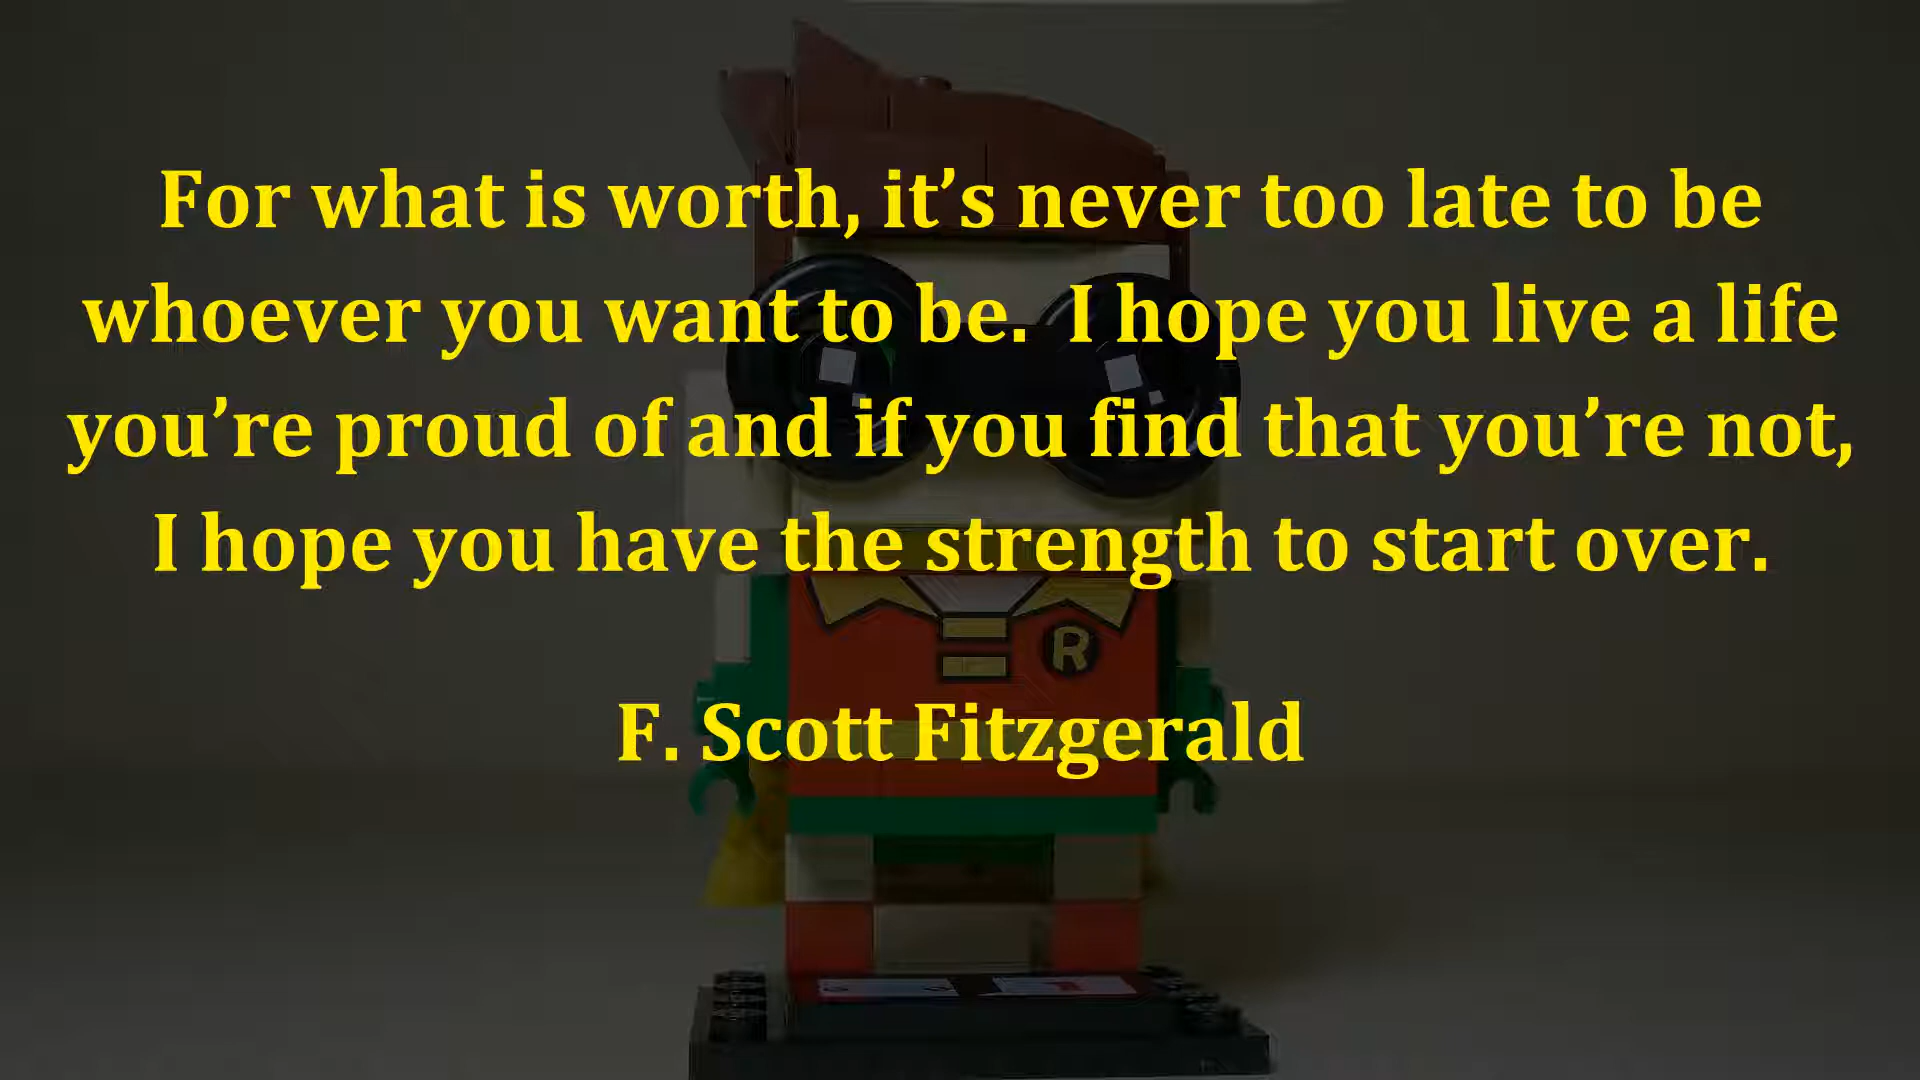 For what is worth, it’s never too late to be
whoever you want to be.  I hope you live a life
you’re proud of and if you find that you’re not,
I hope you have the strength to start over.
F. Scott Fitzgerald
R